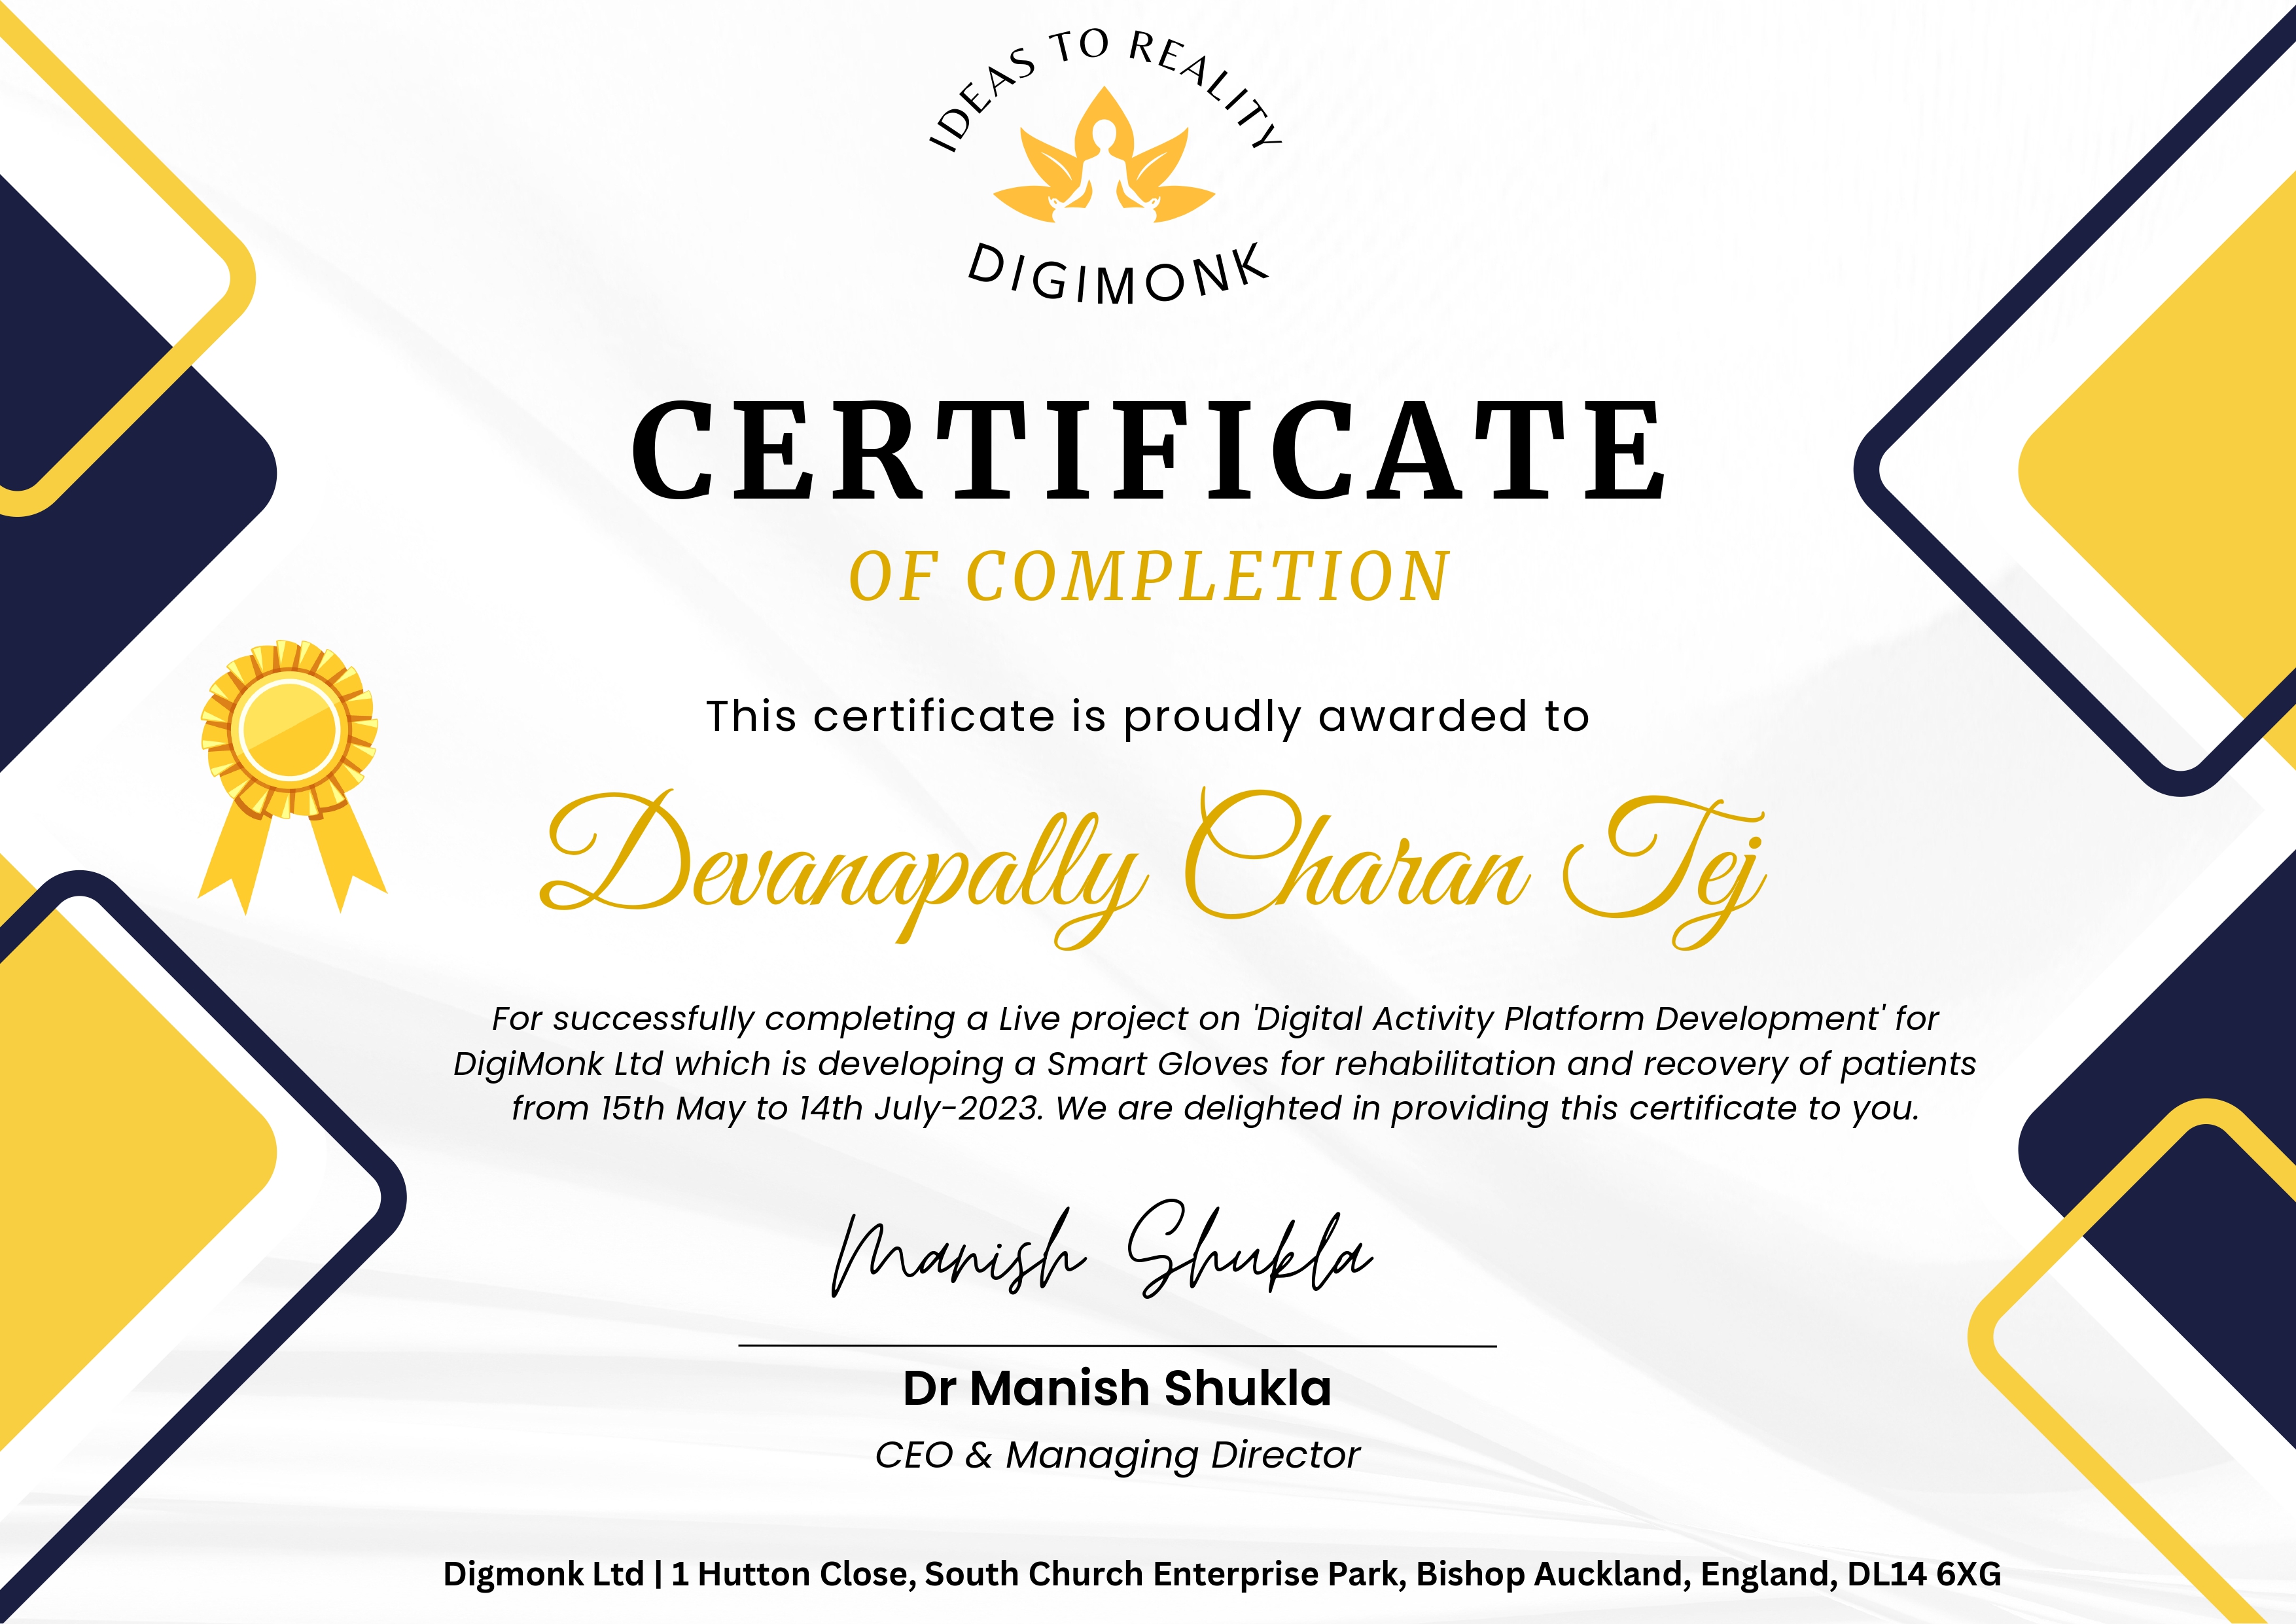 IDEAS TO REALITY
DIGIMONK
CERTIFICATE
OF COMPLETION
This certificate is proudly awarded to
Devanapally Charan Tej
For successfully completing a Live project on 'Digital Activity Platform Development' for
DigiMonk Ltd which is developing a Smart Gloves for rehabilitation and recovery of patients
from 15th May to 14th July-2023. We are delighted in providing this certificate to you.
Manish Shukla
Dr Manish Shukla
CEO & Managing Director
Digmonk Ltd | 1 Hutton Close, South Church Enterprise Park, Bishop Auckland, England, DL14 6XG